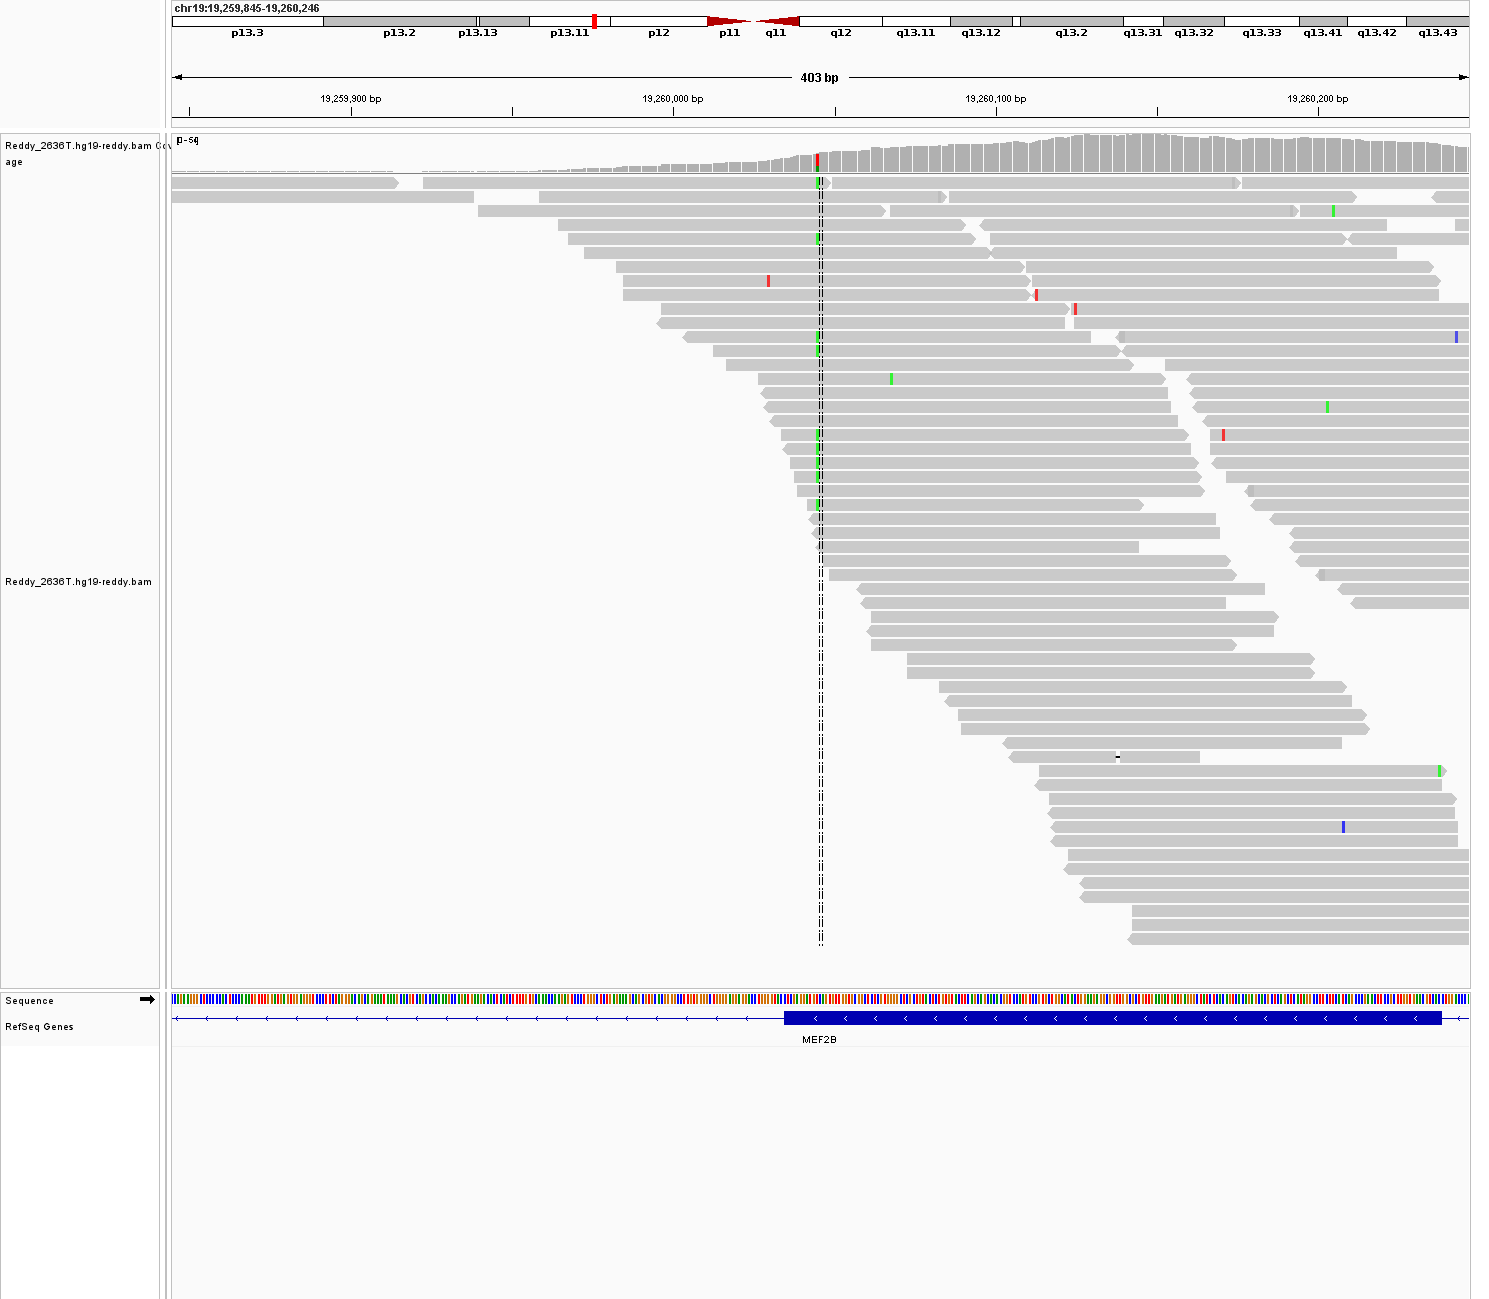 chr19:19,259,845-19,260,246
p13.3 p13.2 p13.13 p13.11 p12 p11 q11 q12 q13.11 q13.12 q13.2 q13.31 q13.32 q13.33 q13.41 q13.42 q13.43
403 bp
19,259,900 bp 19,260,000 bp 19,260,100 bp 19,260,200 bp
[0-54]
Reddy_2636T.hg19-reddy.bam Cov
age
Reddy_2636T.hg19-reddy.bam
Sequence
RefSeq Genes
MEF2B